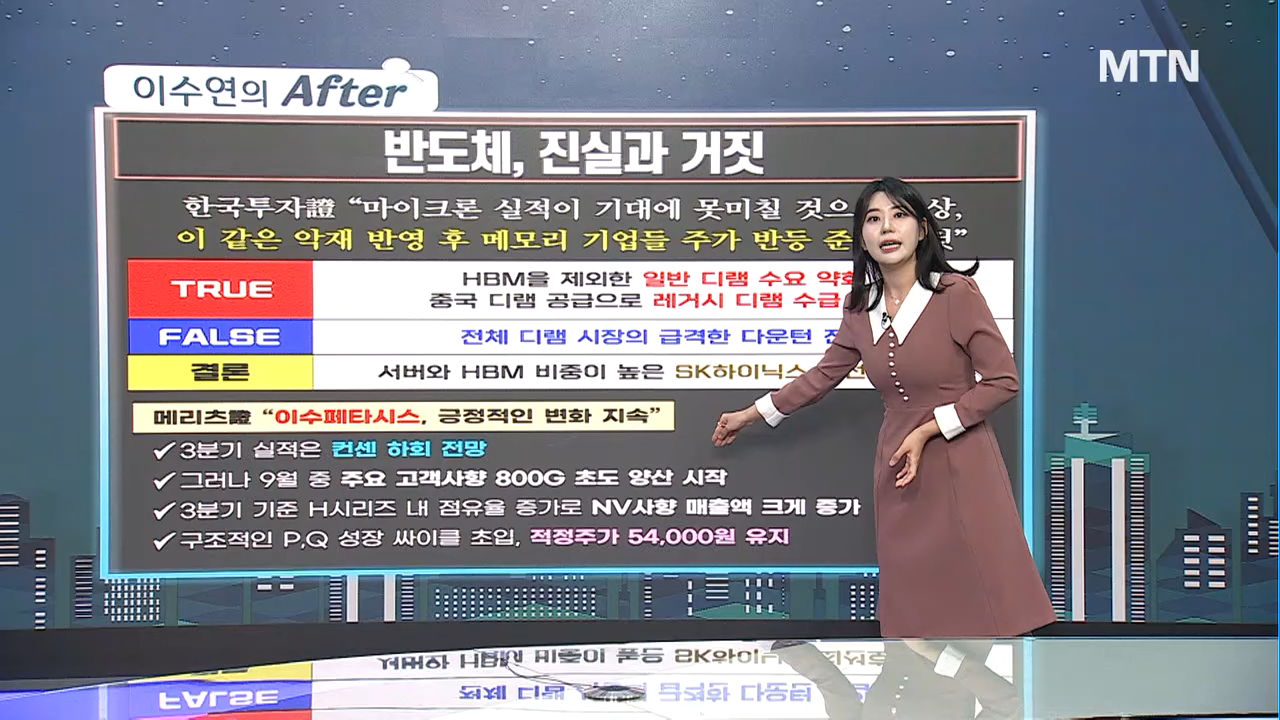 MTN
이수연의 After
반도체, 진실과 거짓
한국투자證 “마이크론 실적이 기대에 못미칠 것으 상,
이 같은 악재 반영 후 메모리 기업들 주가 반등 준
TRUE
HBM을 제외한 일반 디램 수요
중국 디램 공급으로 레거시 디램 수급
FALSE
전체 디램 시장의 급격한 다운턴
결론
서버와 HBM 비중이 높은 SK하이닉스
메리츠證 “이수페타시스, 긍정적인 변화 지속”
✓3분기 실적은 컨센 하회 전망
✓그러나 9월 중 주요 고객사향 800G 초도 양산 시작
✓3분기 기준 H시리즈 내 점유율 증가로 NV사향 매출액 크게 증가
✓구조적인 P,Q 성장 싸이클 초입, 적정주가 54,000원 유지